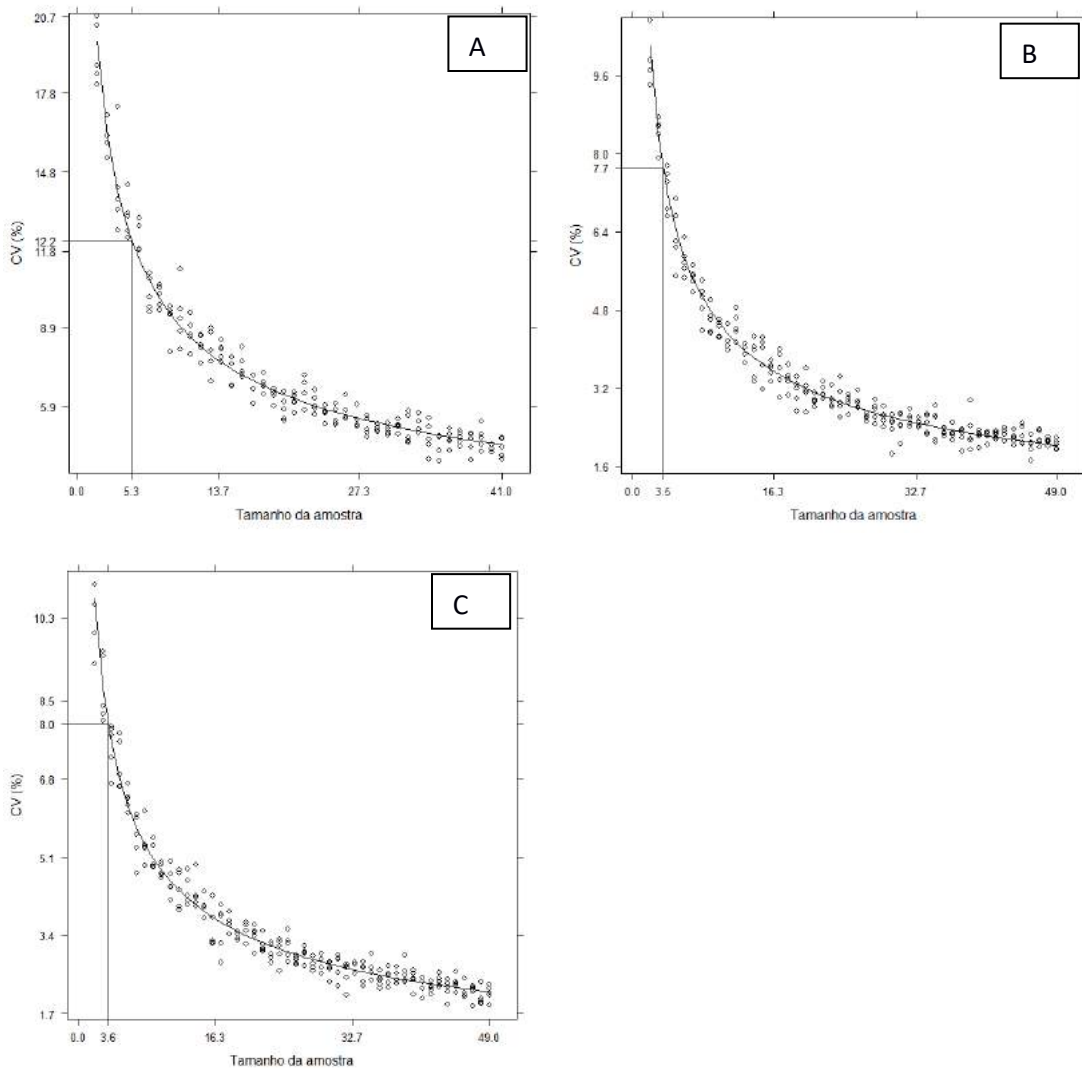 A
20.7
17.8
14.8
12.2
11.8
8.9
5.9
CV (%)
0.0 5.3 13.7 27.3 41.0
Tamanho da amostra
B
9.6
8.0
7.7
6.4
4.8
3.2
1.6
CV (%)
0.0 3.5 16.3 32.7 49.0
Tamanho da amostra
C
10.3
8.5
8.0
6.8
5.1
3.4
1.7
CV (%)
0.0 3.6 16.3 32.7 49.0
Tamanho da amostra